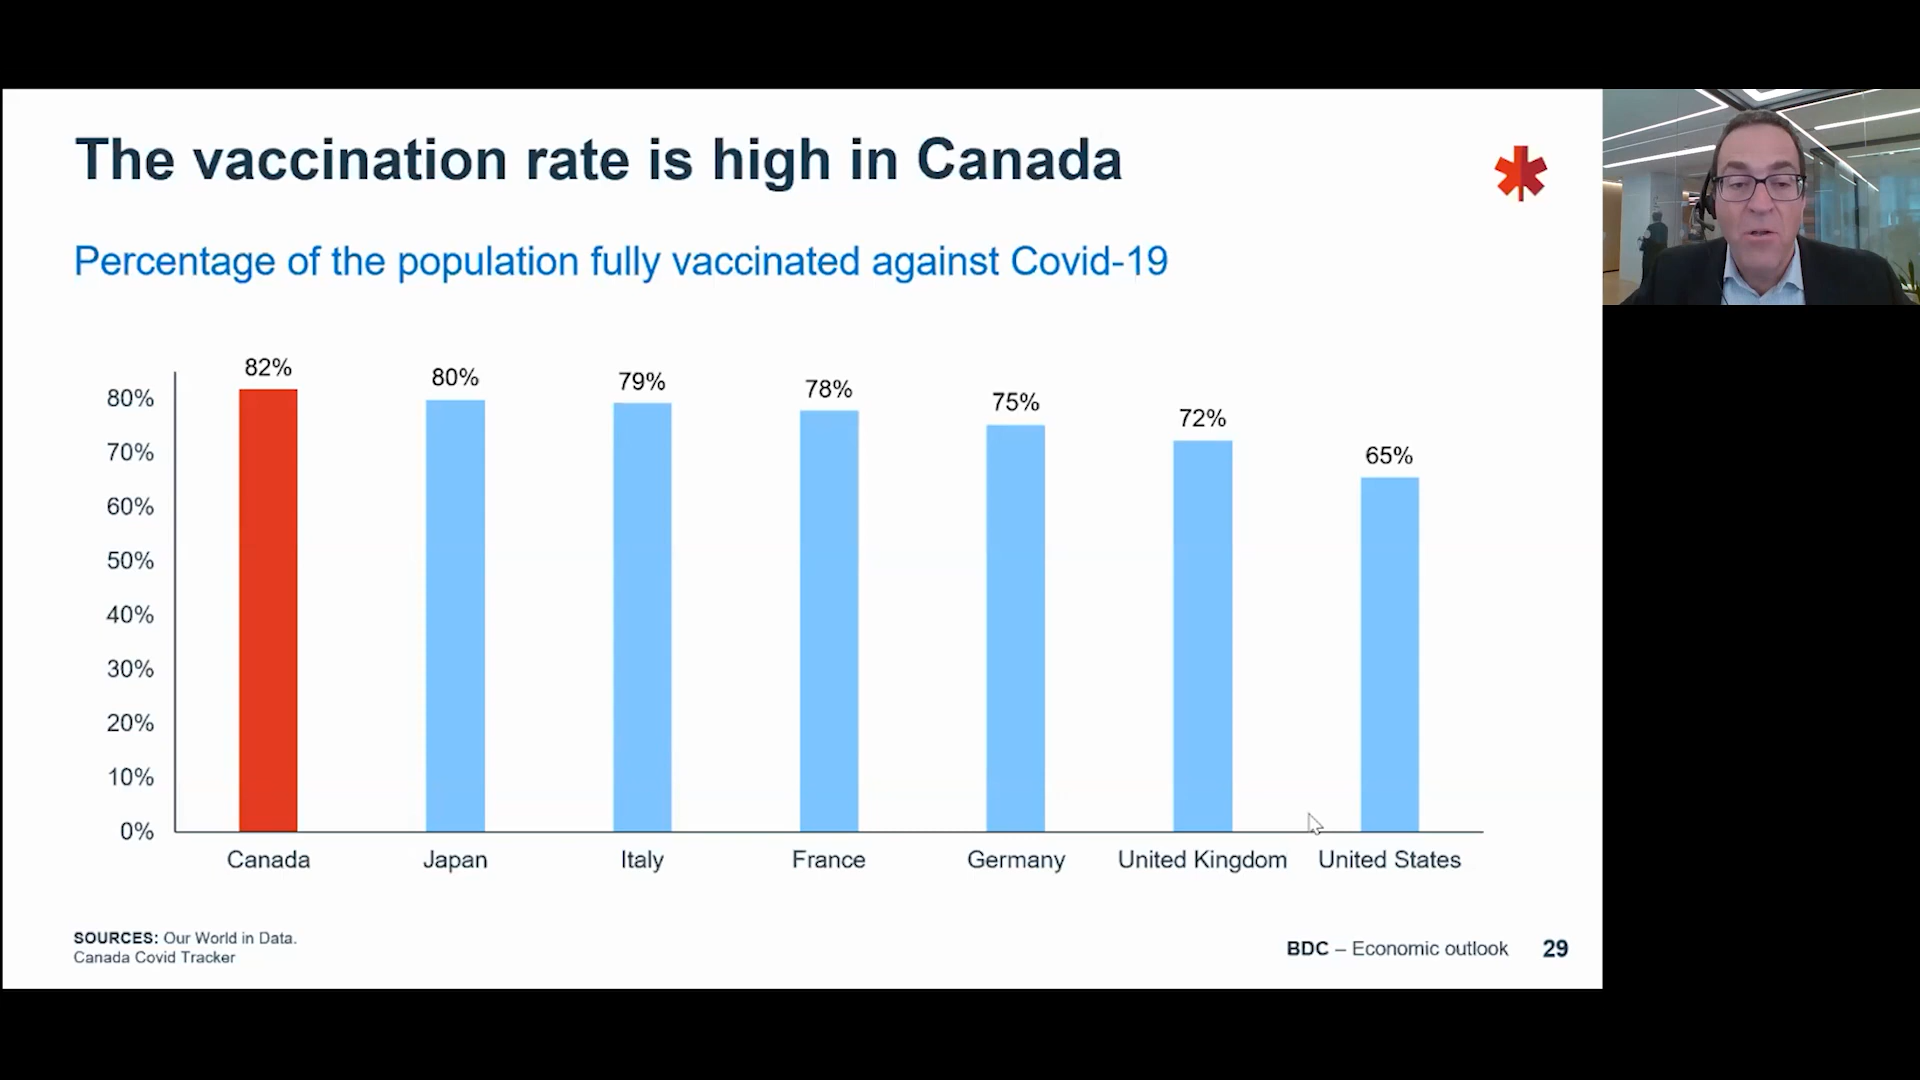 The vaccination rate is high in Canada
Percentage of the population fully vaccinated against Covid-19
82%
80%
79%
78%
75%
72%
65%
80%
70%
60%
50%
40%
30%
20%
10%
0%
Canada
Japan
Italy
France
Germany
United Kingdom
United States
SOURCES: Our World in Data.
Canada Covid Tracker
BDC – Economic outlook 29